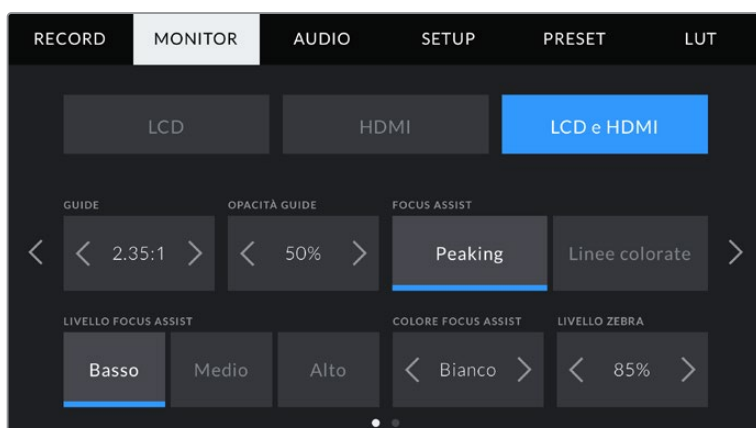 RECORD MONITOR AUDIO SETUP PRESET LUT
LCD HDMI LCD e HDMI
GUIDE OPACITÀ GUIDE FOCUS ASSIST
2.35:1 50% Peaking Linee colorate
LIVELLO FOCUS ASSIST COLORE FOCUS ASSIST LIVELLO ZEBRA
Basso Medio Alto Bianco 85%